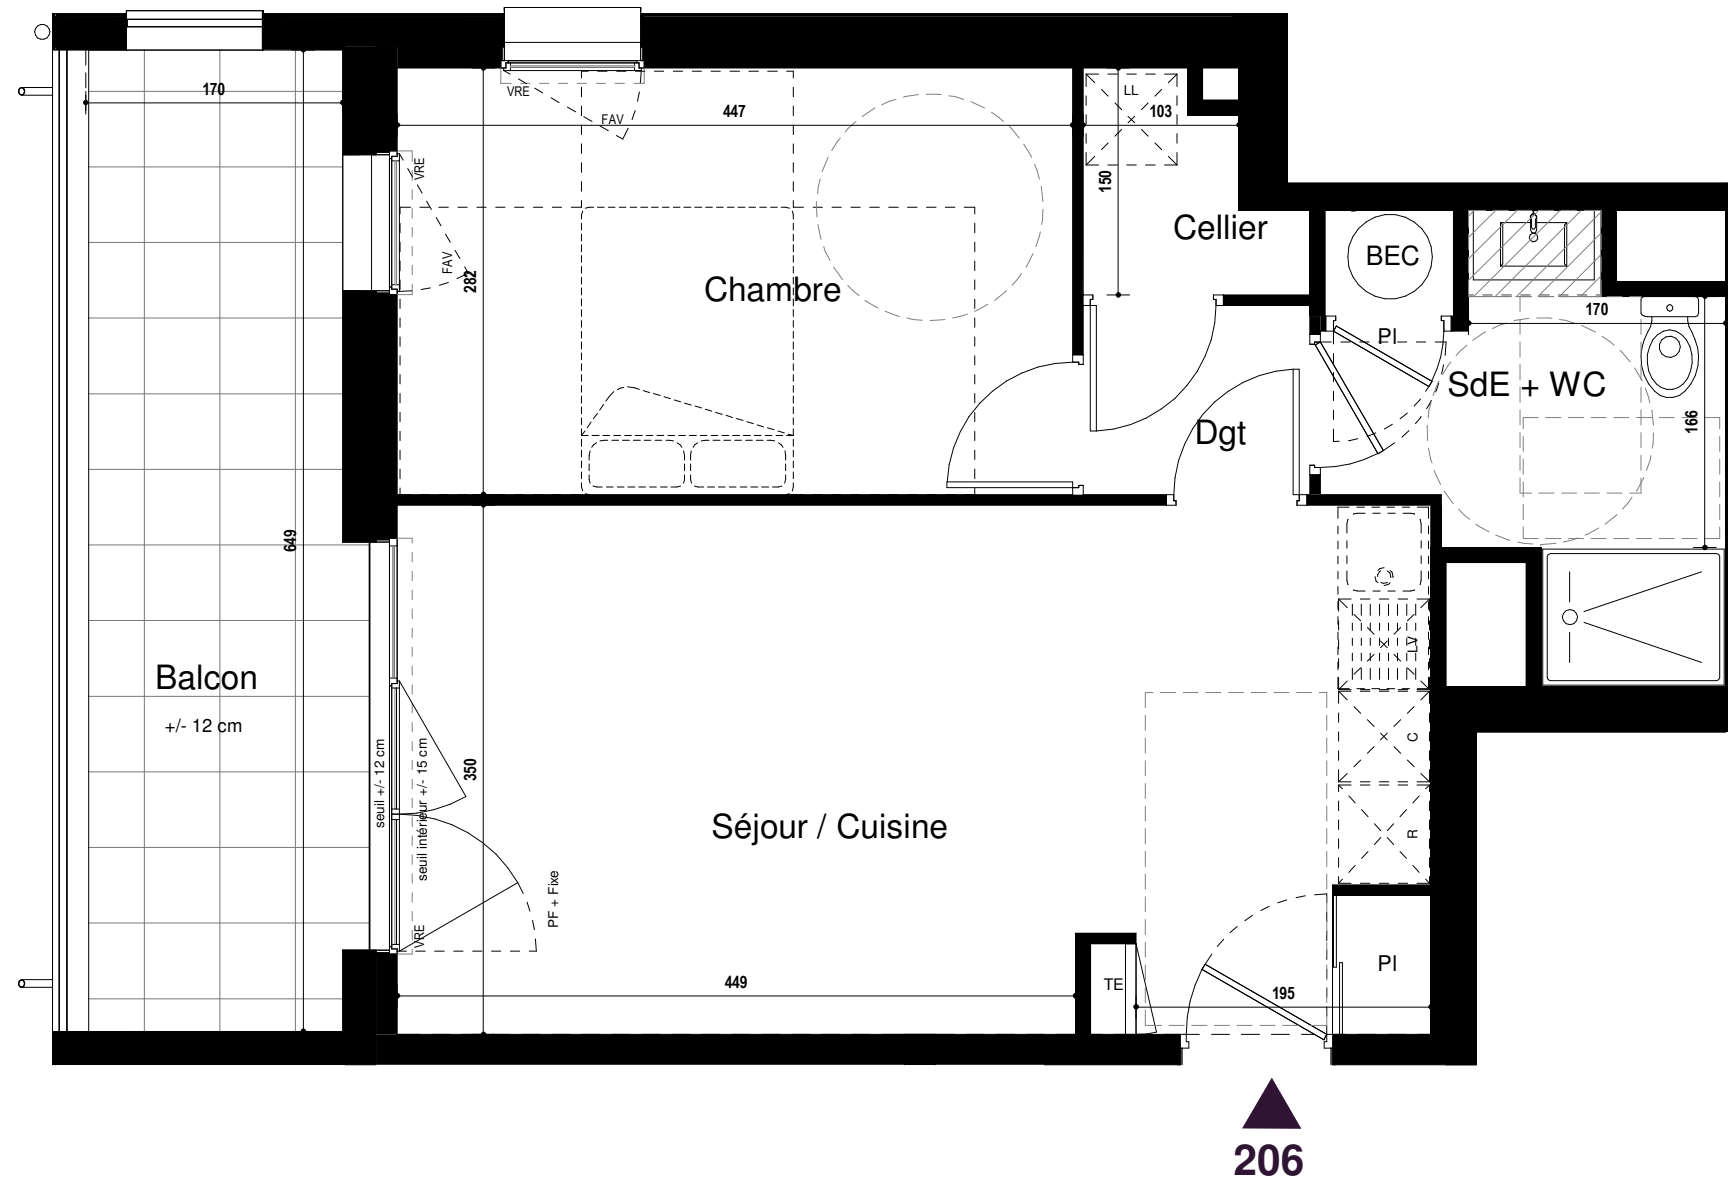 170
VRE
FAV
447
LL
103
150
VRE
FAV
282
Chambre
Cellier
BEC
PI
170
SdE + WC
166
Dgt
649
Balcon
+/- 12 cm
seuil +/- 12 cm
seuil intérieur +/- 15 cm
VRE
350
PF + Fixe
Séjour / Cuisine
LV
C
R
449
TE
195
PI
206